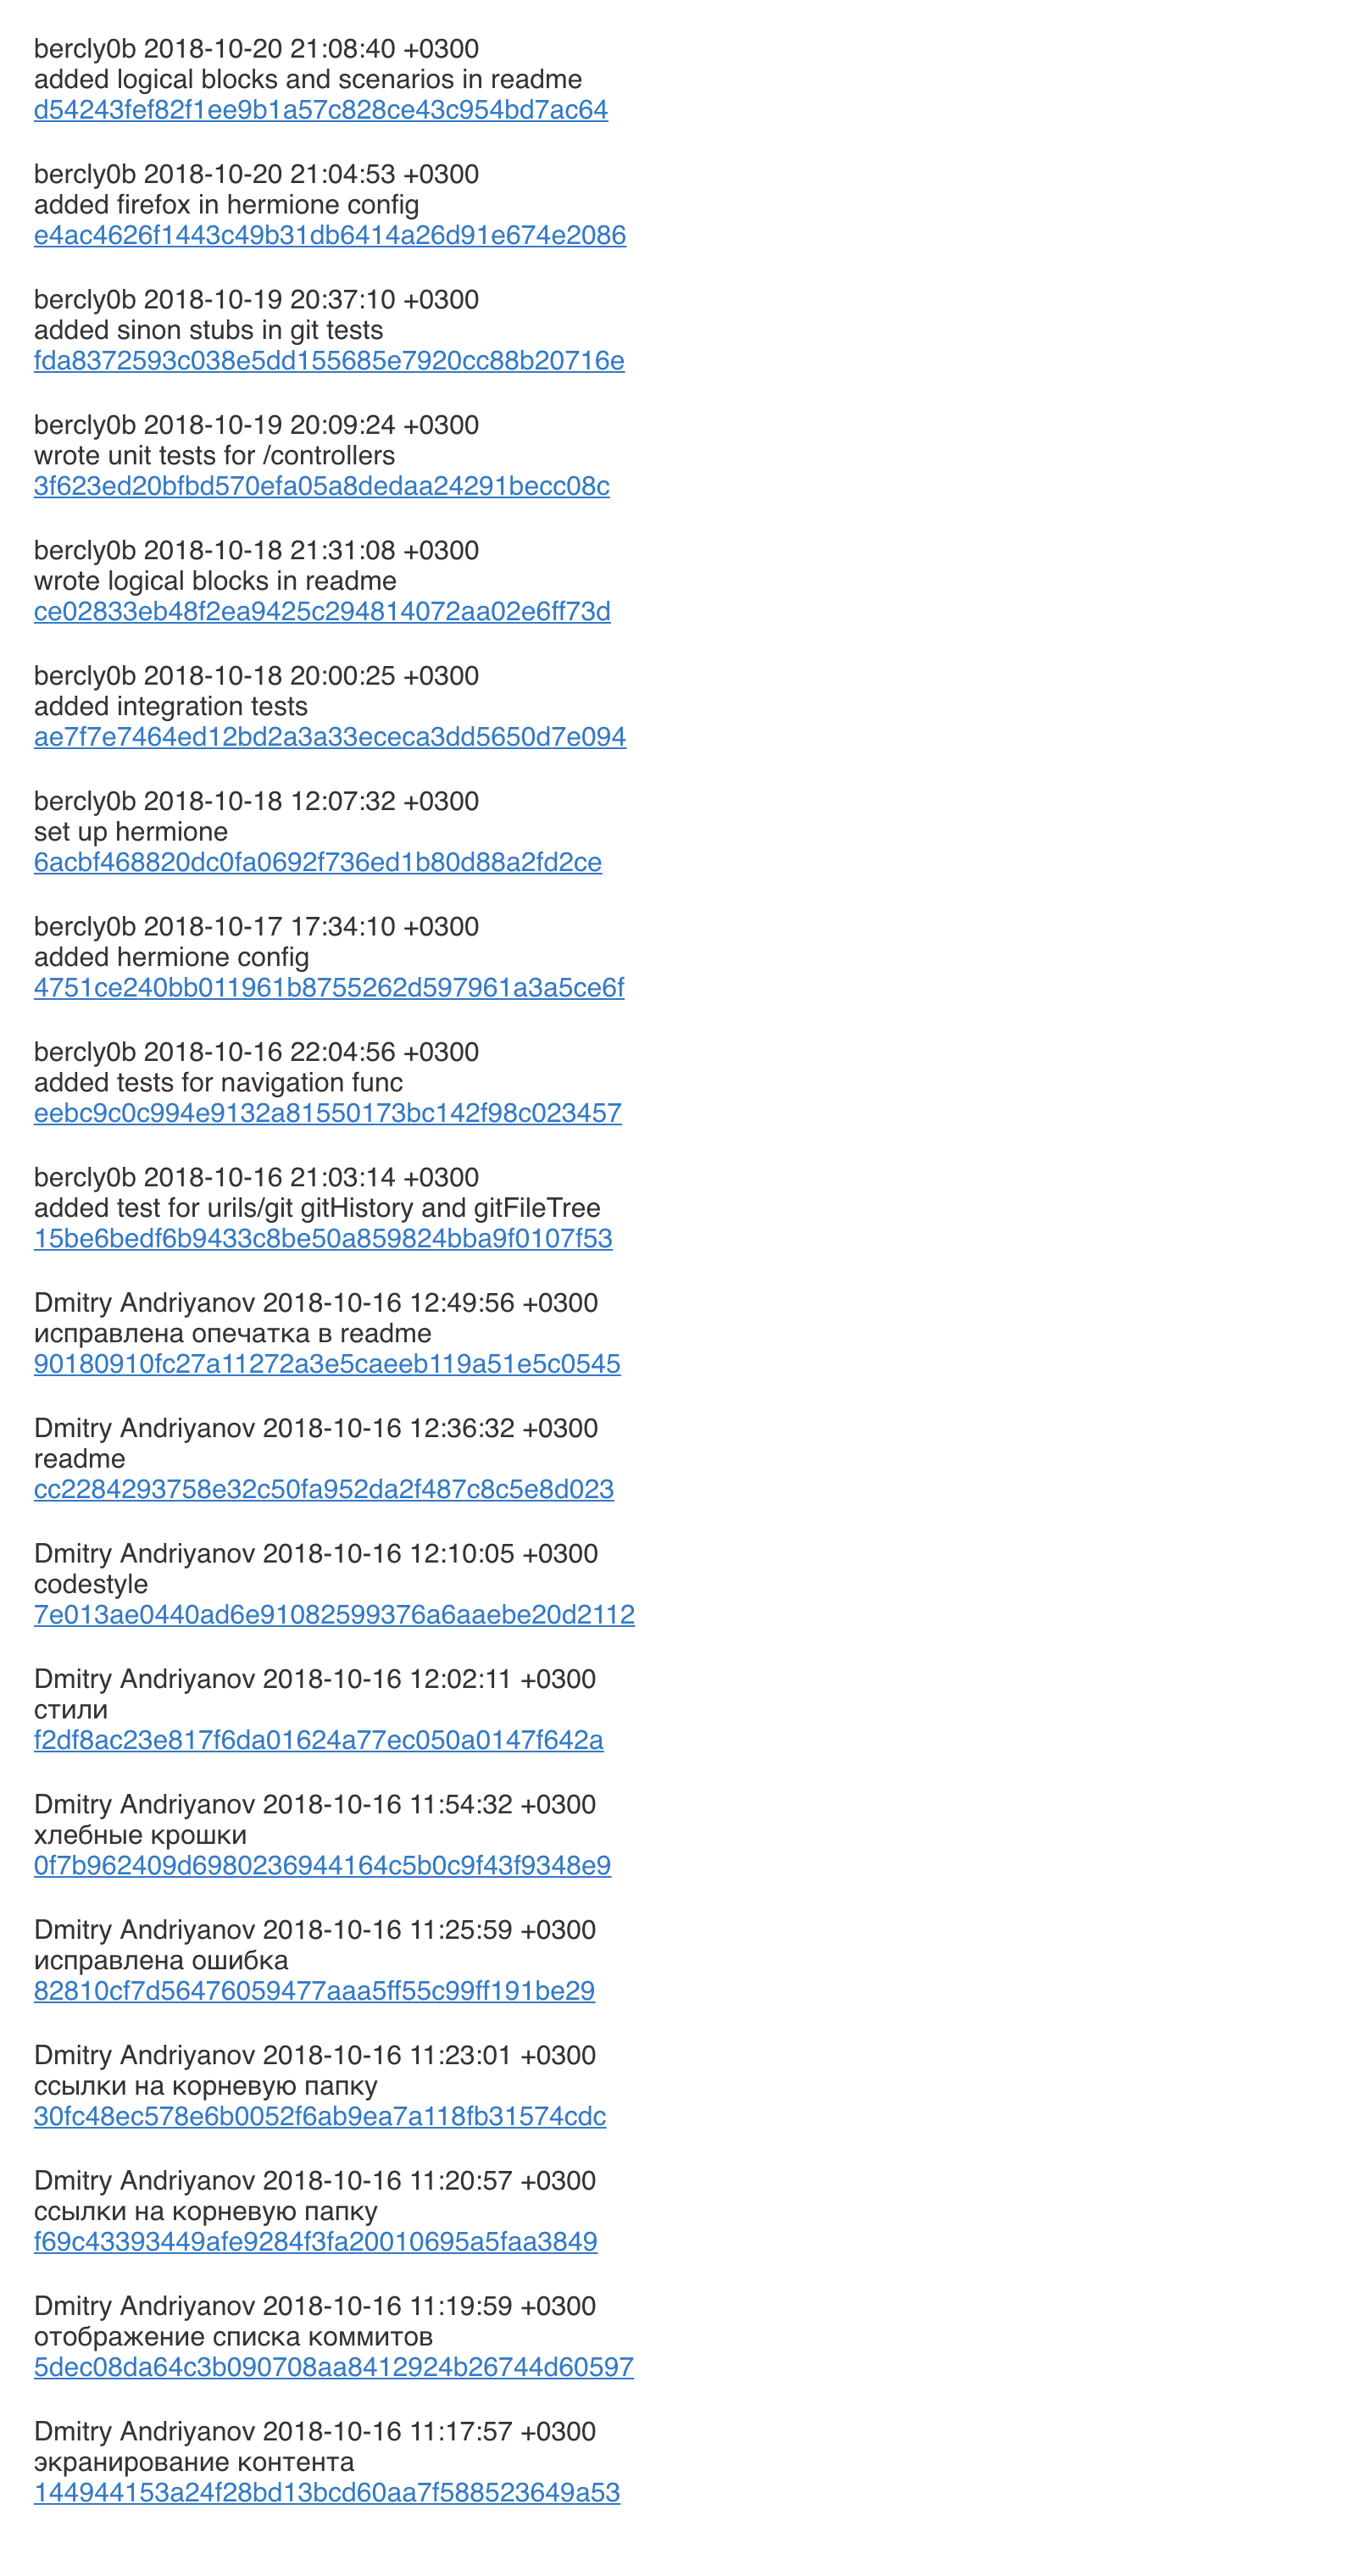 bercly0b 2018-10-20 21:08:40 +0300
added logical blocks and scenarios in readme
d54243fef82f1ee9b1a57c828ce43c954bd7ac64
bercly0b 2018-10-20 21:04:53 +0300
added firefox in hermione config
e4ac4626f1443c49b31db6414a26d91e674e2086
bercly0b 2018-10-19 20:37:10 +0300
added sinon stubs in git tests
fda8372593c038e5dd155685e7920cc88b20716e
bercly0b 2018-10-19 20:09:24 +0300
wrote unit tests for /controllers
3f623ed20bfbd570efa05a8dedaa24291becc08c
bercly0b 2018-10-18 21:31:08 +0300
wrote logical blocks in readme
ce02833eb48f2ea9425c294814072aa02e6ff73d
bercly0b 2018-10-18 20:00:25 +0300
added integration tests
ae7f7e7464ed12bd2a3a33ececa3dd5650d7e094
bercly0b 2018-10-18 12:07:32 +0300
set up hermione
6acbf468820dc0fa0692f736ed1b80d88a2fd2ce
bercly0b 2018-10-17 17:34:10 +0300
added hermione config
4751ce240bb011961b8755262d597961a3a5ce6f
bercly0b 2018-10-16 22:04:56 +0300
added tests for navigation func
eebc9c0c994e9132a81550173bc142f98c023457
bercly0b 2018-10-16 21:03:14 +0300
added test for urils/git gitHistory and gitFileTree
15be6bedf6b9433c8be50a859824bba9f0107f53
Dmitry Andriyanov 2018-10-16 12:49:56 +0300
исправлена опечатка в readme
90180910fc27a11272a3e5caeeb119a51e5c0545
Dmitry Andriyanov 2018-10-16 12:36:32 +0300
readme
cc2284293758e32c50fa952da2f487c8c5e8d023
Dmitry Andriyanov 2018-10-16 12:10:05 +0300
codestyle
7e013ae0440ad6e91082599376a6aaebe20d2112
Dmitry Andriyanov 2018-10-16 12:02:11 +0300
стили
f2df8ac23e817f6da01624a77ec050a0147f642a
Dmitry Andriyanov 2018-10-16 11:54:32 +0300
хлебные крошки
0f7b962409d6980236944164c5b0c9f43f9348e9
Dmitry Andriyanov 2018-10-16 11:25:59 +0300
исправлена ошибка
82810cf7d56476059477aaa5ff55c99ff191be29
Dmitry Andriyanov 2018-10-16 11:23:01 +0300
ссылки на корневую папку
30fc48ec578e6b0052f6ab9ea7a118fb31574cdc
Dmitry Andriyanov 2018-10-16 11:20:57 +0300
ссылки на корневую папку
f69c43393449afe9284f3fa20010695a5faa3849
Dmitry Andriyanov 2018-10-16 11:19:59 +0300
отображение списка коммитов
5dec08da64c3b090708aa8412924b26744d60597
Dmitry Andriyanov 2018-10-16 11:17:57 +0300
экранирование контента
144944153a24f28bd13bcd60aa7f588523649a53